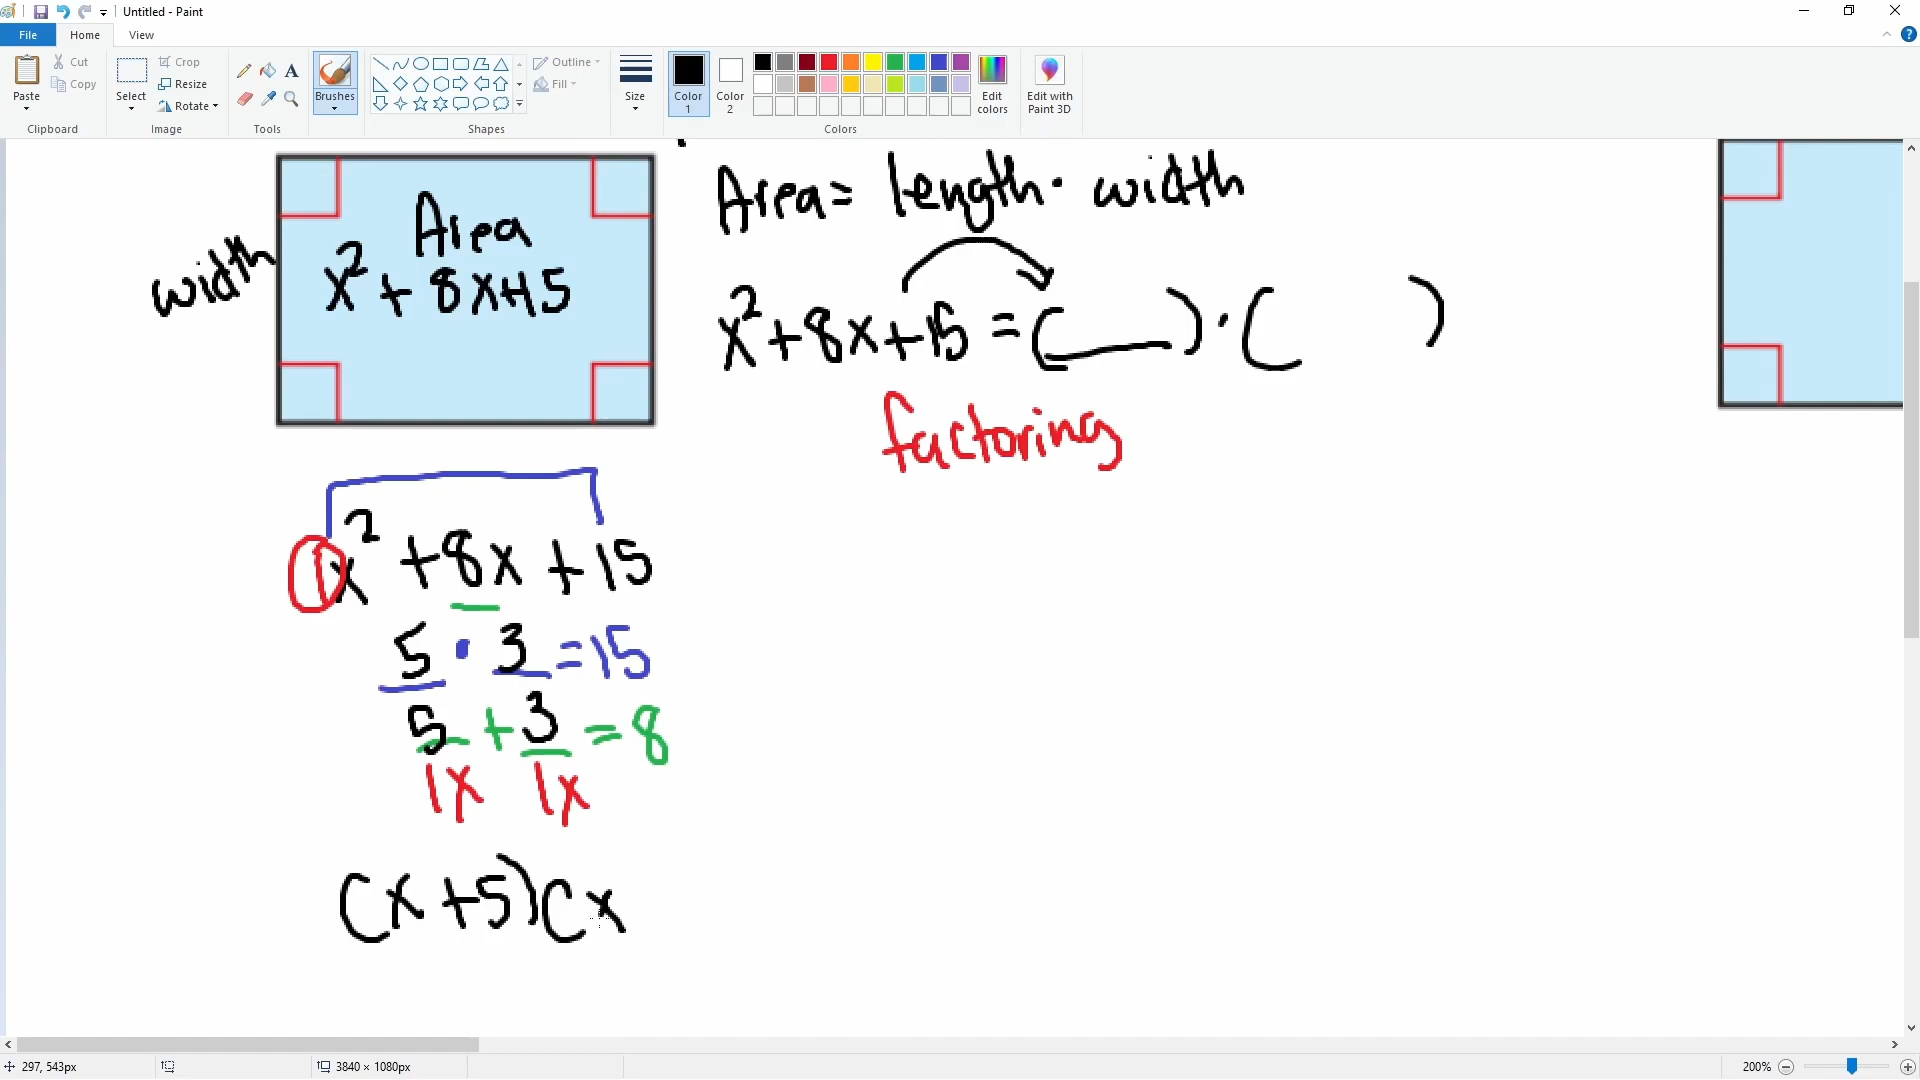 Untitled - Paint
File Home View
Paste
Cut
Copy
Clipboard
Select
Crop
Resize
Rotate
Image
A
Tools
Brushes
Shapes
Outline
Fill
Size
Color 1
Color 2
Edit colors
Colors
Edit with Paint 3D
Area = length · width
width
Area
x² + 8x+15
x²+8x+15 = (___) · ( )
factoring
1x² + 8x + 15
5 · 3 = 15
5 + 3 = 8
1x 1x
(x +5)(x
297, 543px
3840 × 1080px
200%